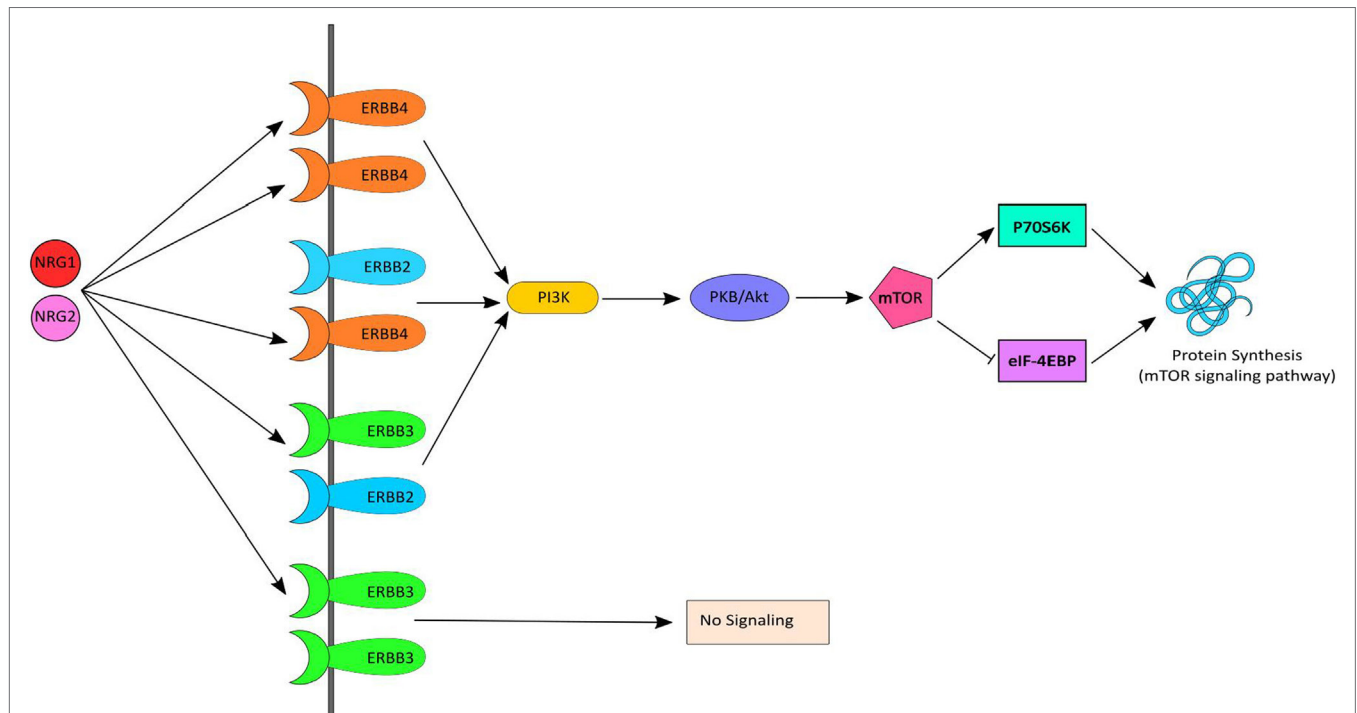 NRG1
NRG2
ERBB4
ERBB4
ERBB2
ERBB4
ERBB3
ERBB2
ERBB3
ERBB3
PI3K
PKB/Akt
mTOR
P70S6K
eIF-4EBP
Protein Synthesis
(mTOR signaling pathway)
No Signaling